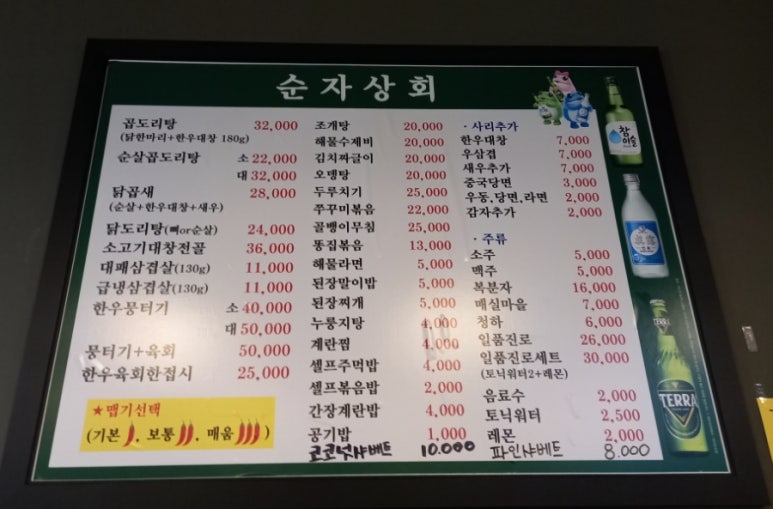 순자상회
곱도리탕 32,000
(닭한마리+한우대창 180g)
순살곱도리탕 소 22,000
대 32,000
닭곱새 28,000
(순살+한우대창+새우)
닭도리탕(뼈or순살) 24,000
소고기대창전골 36,000
대패삼겹살(130g) 11,000
급냉삼겹살(130g) 11,000
한우뭉터기 소 40,000
대 50,000
뭉터기+육회 50,000
한우육회한접시 25,000
★맵기선택
(기본, 보통, 매움)
조개탕 20,000
해물수제비 20,000
김치짜글이 20,000
오뎅탕 20,000
두루치기 25,000
쭈꾸미볶음 22,000
골뱅이무침 25,000
똥집볶음 13,000
해물라면 5,000
된장말이밥 5,000
된장찌개 5,000
누룽지탕 4,000
계란찜 4,000
셀프주먹밥 4,000
셀프볶음밥 2,000
간장계란밥 4,000
공기밥 1,000
코코넛샤베트 10.000
· 사리추가
한우대창 7,000
우삼겹 7,000
새우추가 7,000
중국당면 3,000
우동,당면,라면 2,000
감자추가 2,000
· 주류
소주 5,000
맥주 5,000
복분자 16,000
매실마을 7,000
청하 6,000
일품진로 26,000
일품진로세트 30,000
(토닉워터2+레몬)
음료수 2,000
토닉워터 2,500
레몬 2,000
파인샤베트 8.000
참이슬
TERRA
TERRA